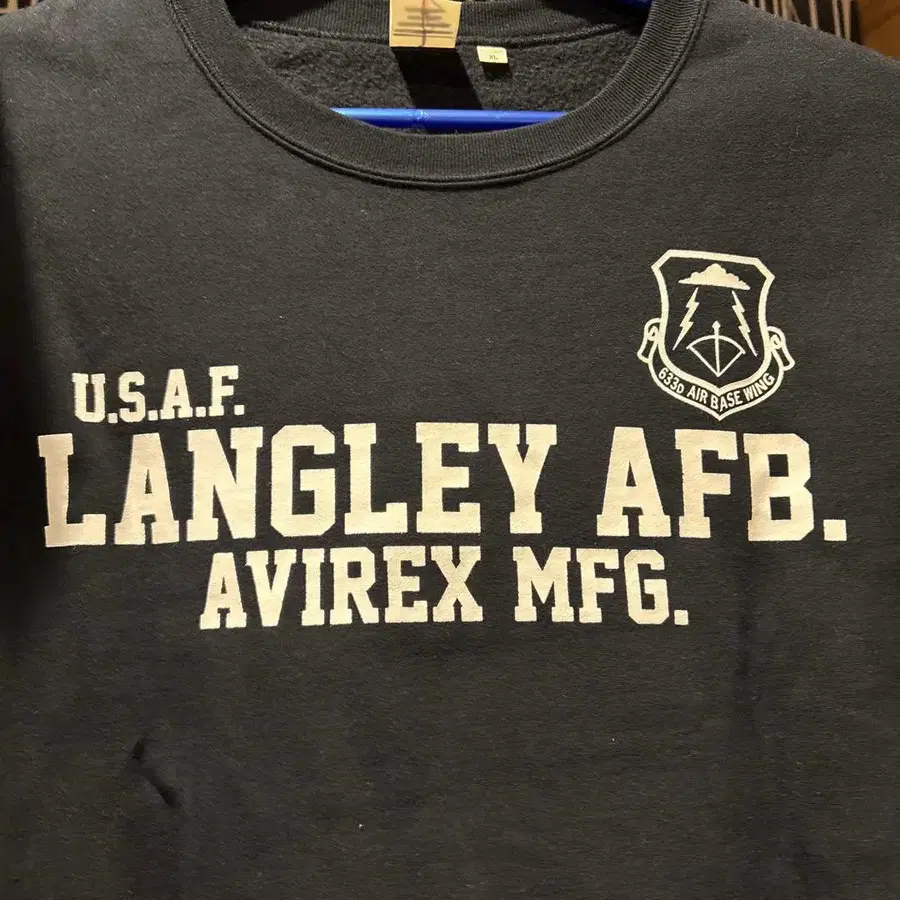 XL
633D AIR BASE WING
U.S.A.F.
LANGLEY AFB.
AVIREX MFG.